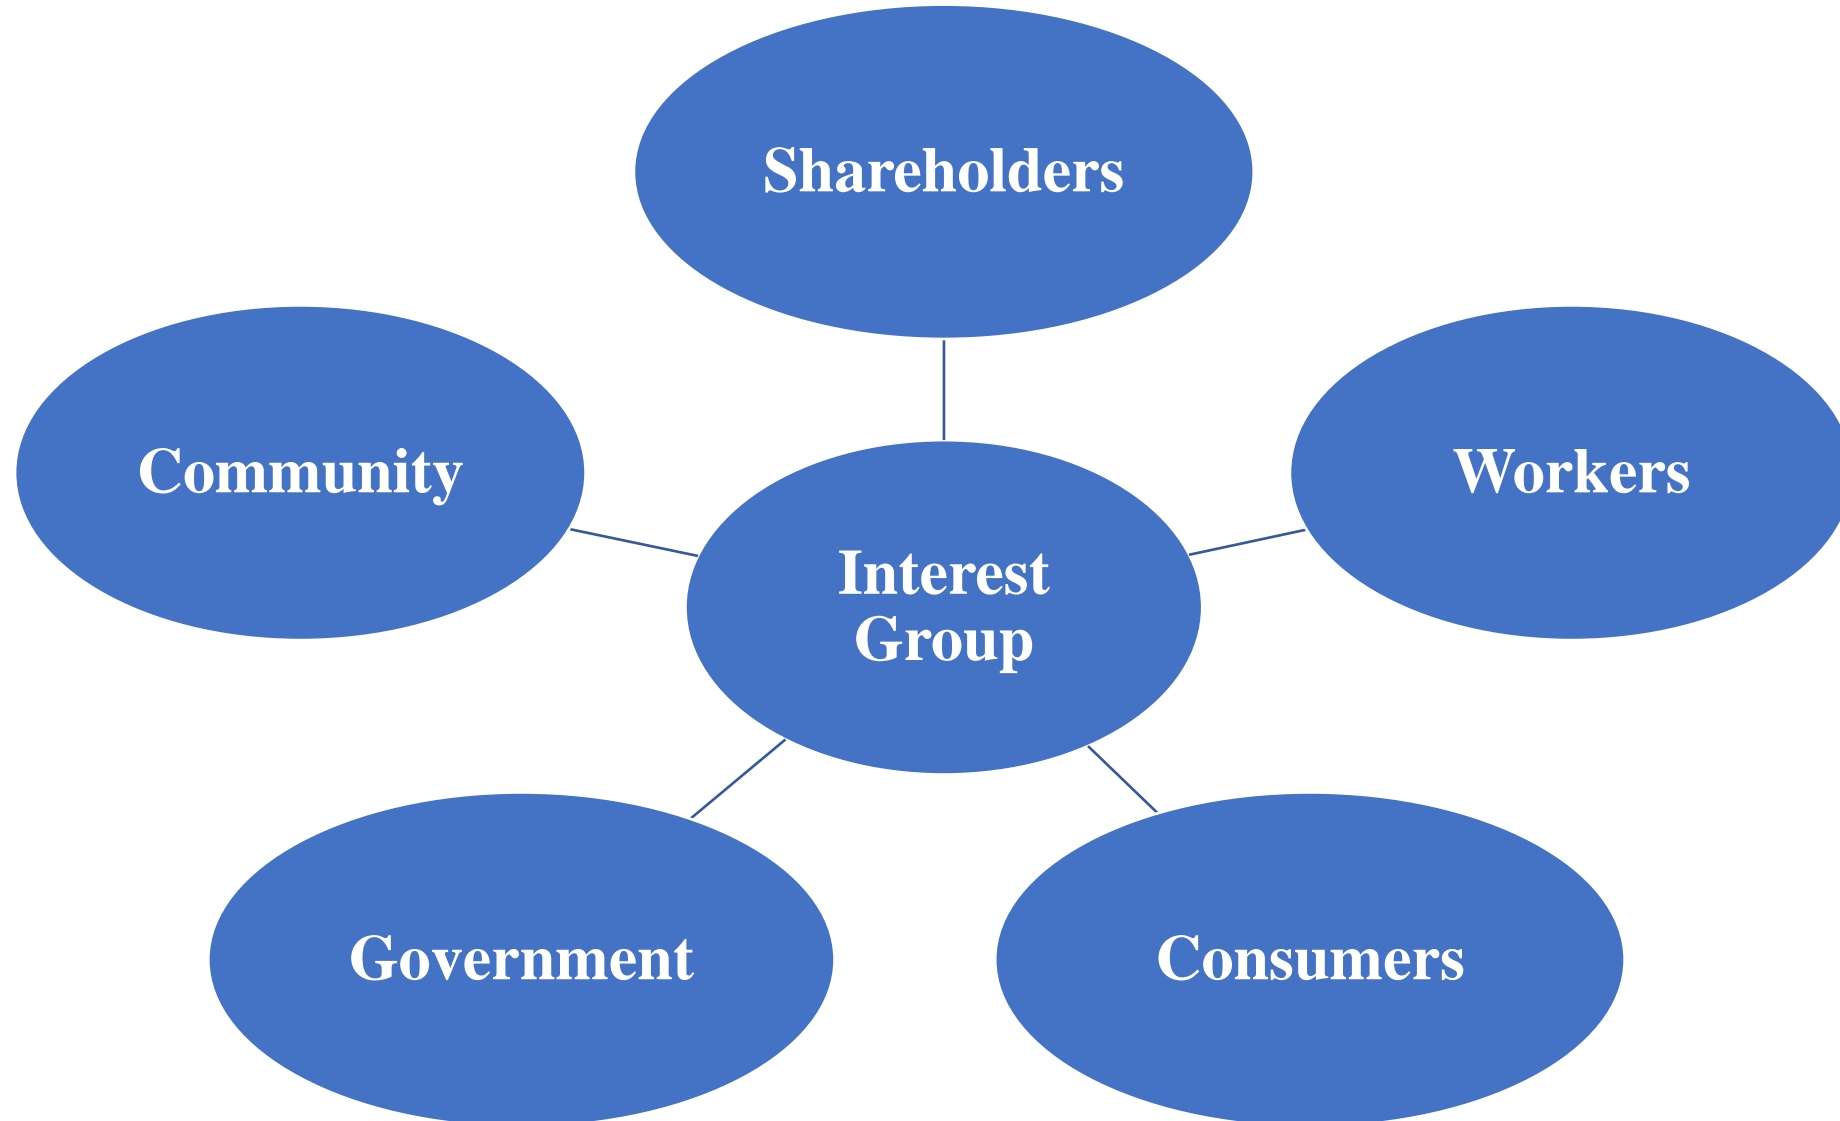 Shareholders
Community
Workers
Interest
Group
Government
Consumers